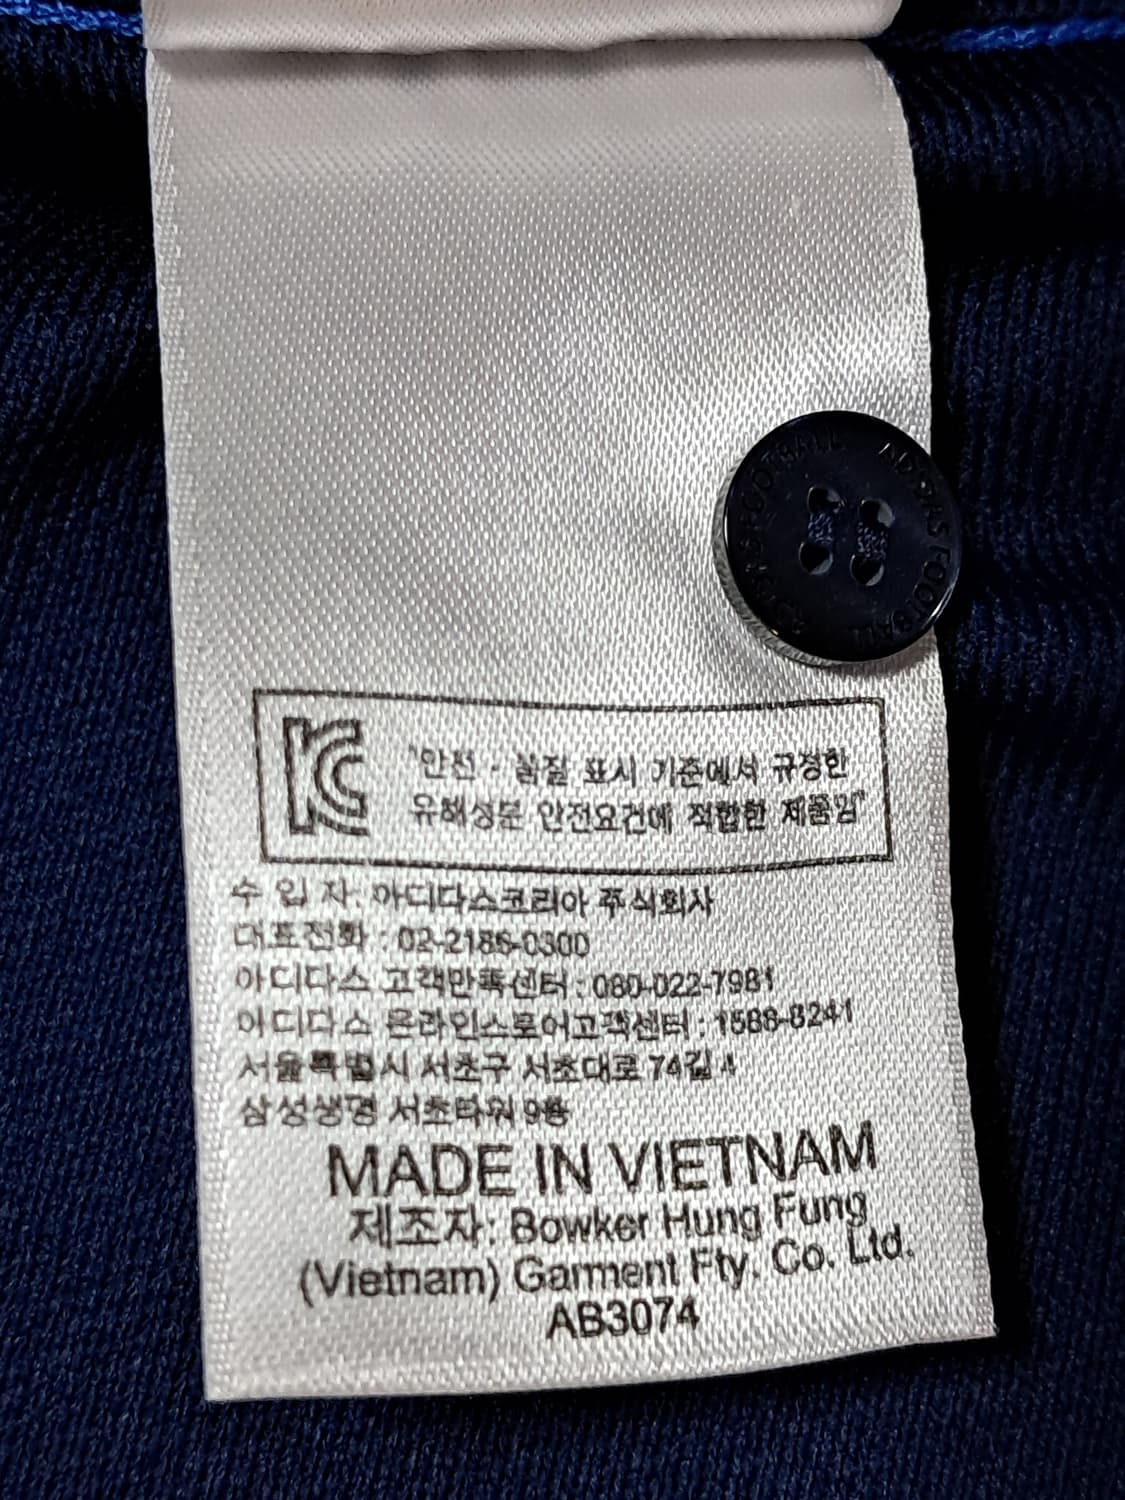 ADIDAS FOOTBALL ADIDAS FOOTBALL
KC
"안전·품질 표시 기준에서 규정한
유해성분 안전요건에 적합한 제품임"
수 입 자: 아디다스코리아 주식회사
대표전화 : 02-2186-0300
아디다스 고객만족센터 : 080-022-7981
아디다스 온라인스토어고객센터 : 1588-8241
서울특별시 서초구 서초대로 74길 4
삼성생명 서초타워 9층
MADE IN VIETNAM
제조자: Bowker Hung Fung
(Vietnam) Garment Fty. Co. Ltd.
AB3074